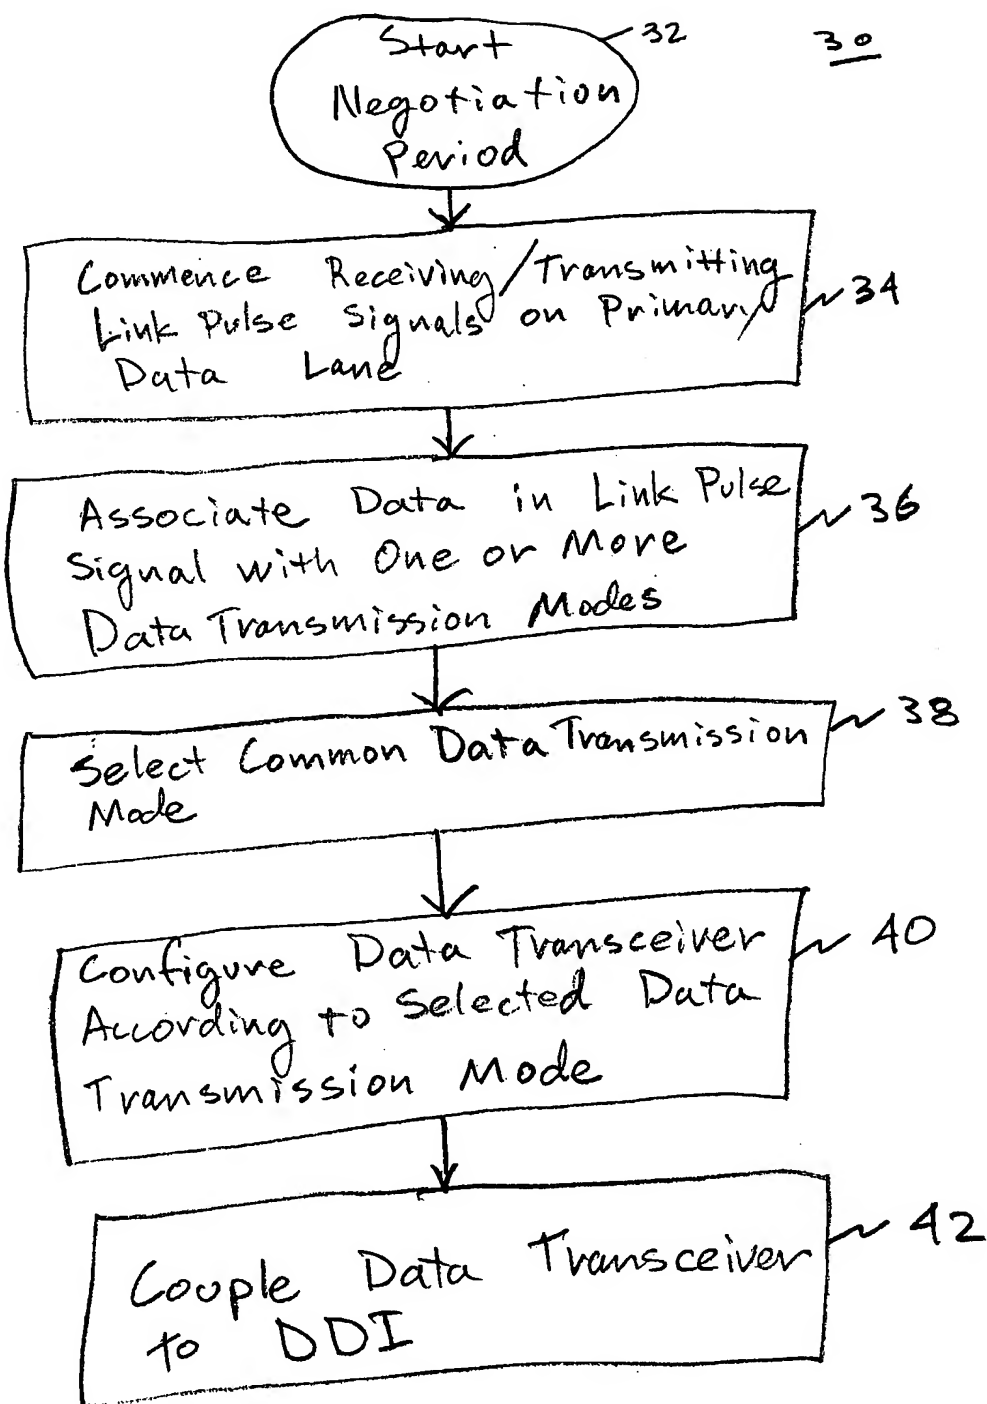 30
32
Start
Negotiation
Period
Commence Receiving/Transmitting
Link Pulse Signals on Primary
Data Lane
34
Associate Data in Link Pulse
Signal with One or More
Data Transmission Modes
36
Select Common Data Transmission
Mode
38
Configure Data Transceiver
According to Selected Data
Transmission Mode
40
Couple Data Transceiver
to DDI
42